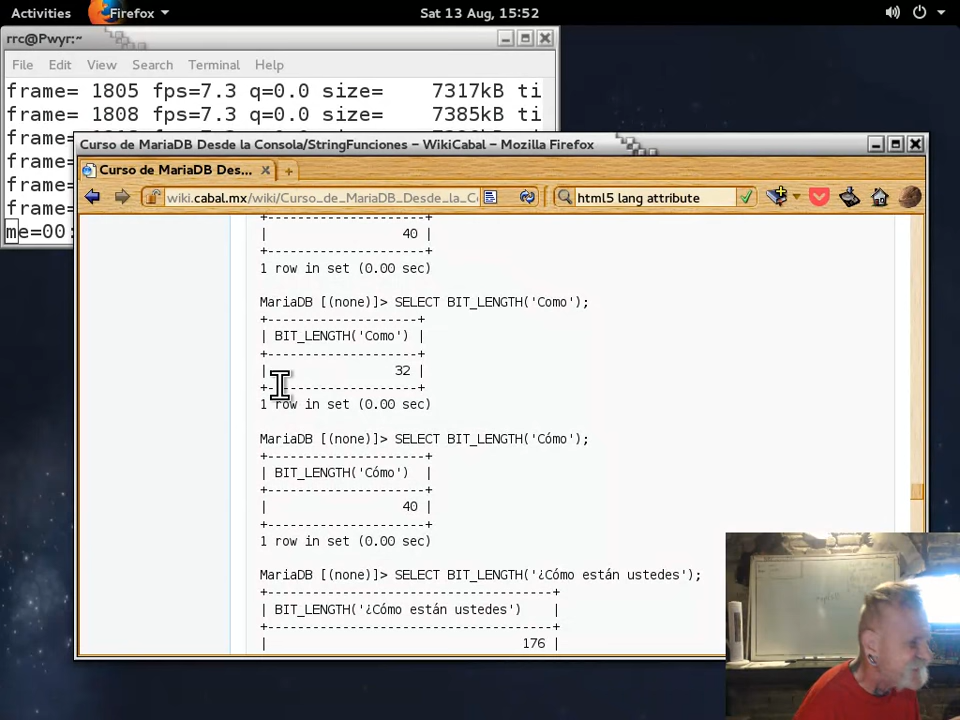 Activities Firefox Sat 13 Aug, 15:52
rrc@Pwyr:~
File Edit View Search Terminal Help
frame= 1805 fps=7.3 q=0.0 size= 7317kB ti
frame= 1808 fps=7.3 q=0.0 size= 7385kB ti
frame=
frame=
frame=
me=00:
Curso de MariaDB Desde la Consola/StringFunciones – WikiCabal – Mozilla Firefox
Curso de MariaDB Des...
wiki.cabal.mx/wiki/Curso_de_MariaDB_Desde_la_C
html5 lang attribute
+---------------------+
| 40 |
+---------------------+
1 row in set (0.00 sec)
MariaDB [(none)]> SELECT BIT_LENGTH('Como');
+--------------------+
| BIT_LENGTH('Como') |
+--------------------+
| 32 |
+--------------------+
1 row in set (0.00 sec)
MariaDB [(none)]> SELECT BIT_LENGTH('Cómo');
+---------------------+
| BIT_LENGTH('Cómo') |
+---------------------+
| 40 |
+---------------------+
1 row in set (0.00 sec)
MariaDB [(none)]> SELECT BIT_LENGTH('¿Cómo están ustedes');
+--------------------------------------+
| BIT_LENGTH('¿Cómo están ustedes') |
+--------------------------------------+
| 176 |